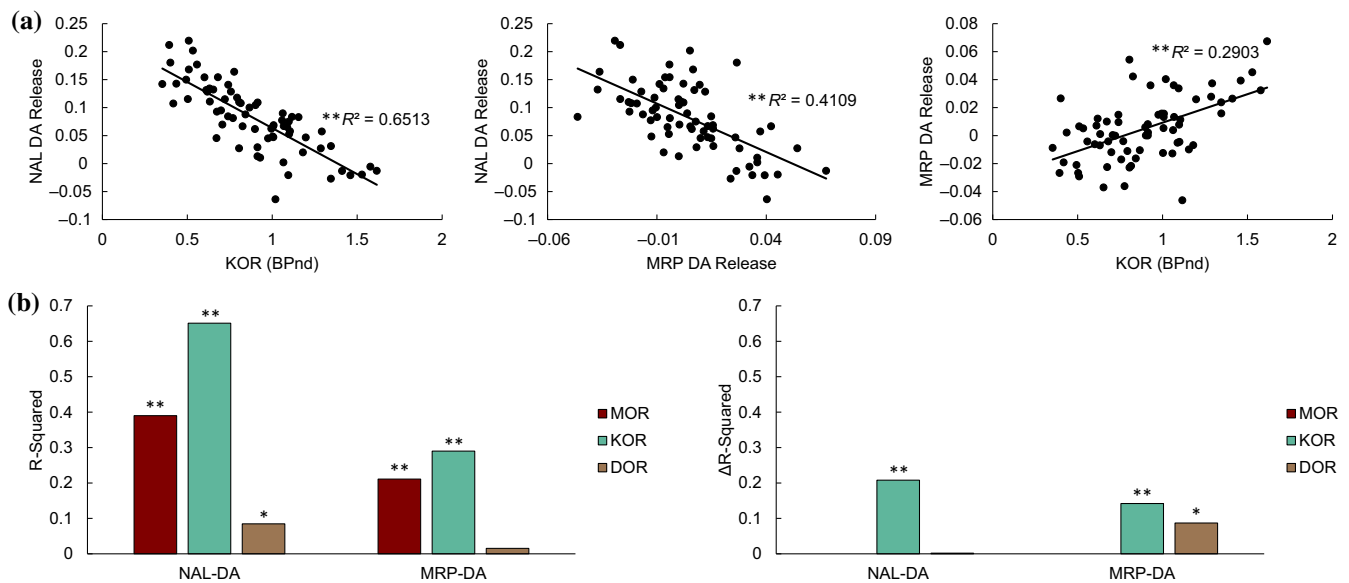 (a)
0.25
0.2
0.15
0.1
0.05
0
–0.05
–0.1
NAL DA Release
**R² = 0.6513
0
0.5
1
1.5
2
KOR (BPnd)
0.25
0.2
0.15
0.1
0.05
0
–0.05
–0.1
NAL DA Release
**R² = 0.4109
–0.06
–0.01
0.04
0.09
MRP DA Release
0.08
0.06
0.04
0.02
0
–0.02
–0.04
–0.06
MRP DA Release
**R² = 0.2903
0
0.5
1
1.5
2
KOR (BPnd)
(b)
0.7
0.6
0.5
0.4
0.3
0.2
0.1
0
R-Squared
**
**
*
**
**
NAL-DA
MRP-DA
MOR
KOR
DOR
0.7
0.6
0.5
0.4
0.3
0.2
0.1
0
ΔR-Squared
**
**
*
NAL-DA
MRP-DA
MOR
KOR
DOR